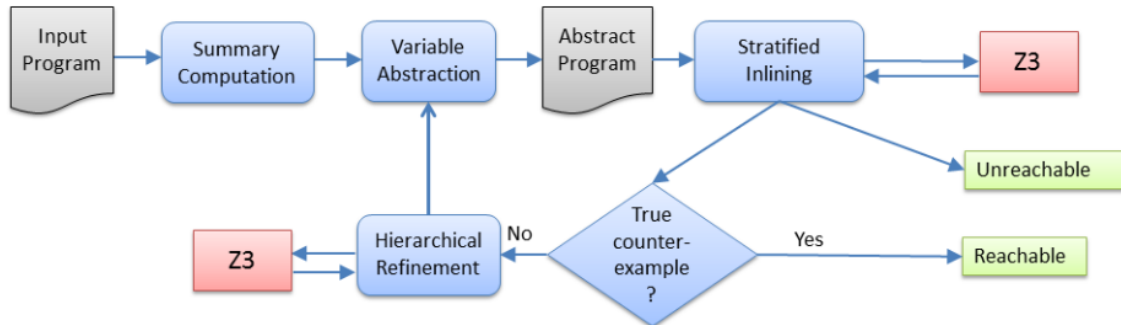 Input
Program
Summary
Computation
Variable
Abstraction
Abstract
Program
Stratified
Inlining
Z3
Unreachable
True
counter-
example
?
Yes
Reachable
No
Hierarchical
Refinement
Z3